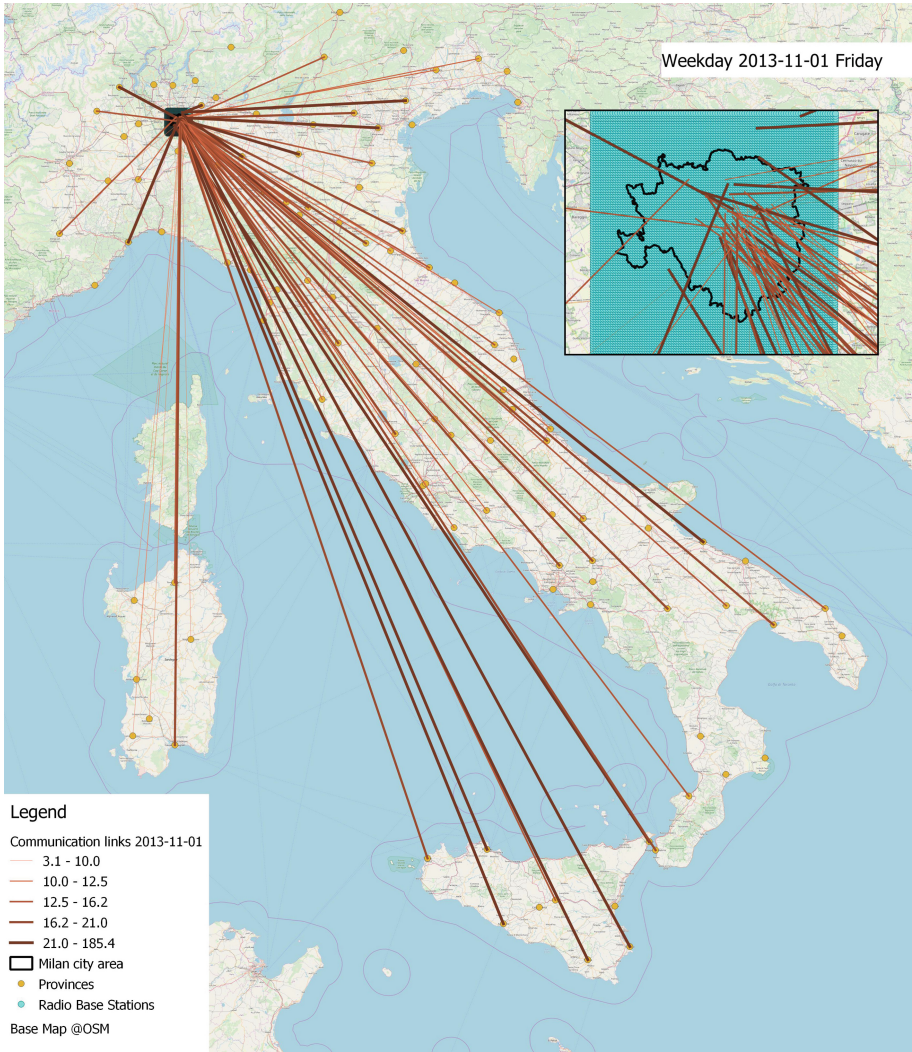 Weekday 2013-11-01 Friday
Legend
Communication links 2013-11-01
3.1 - 10.0
10.0 - 12.5
12.5 - 16.2
16.2 - 21.0
21.0 - 185.4
Milan city area
Provinces
Radio Base Stations
Base Map @OSM